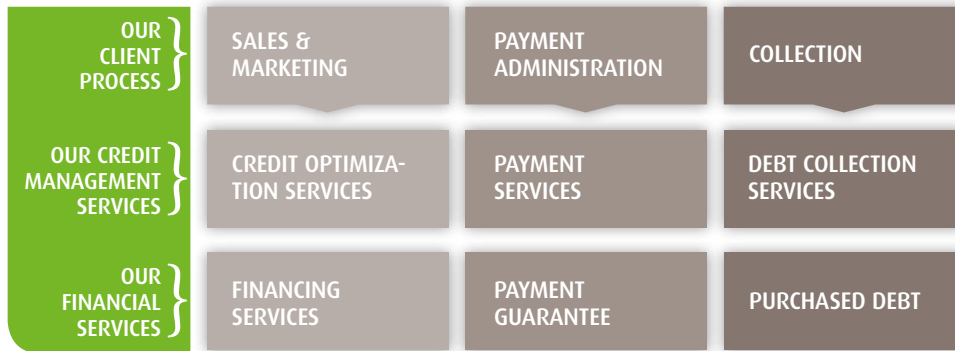 OUR
CLIENT
PROCESS
SALES &
MARKETING
PAYMENT
ADMINISTRATION
COLLECTION
OUR CREDIT
MANAGEMENT
SERVICES
CREDIT OPTIMIZA-
TION SERVICES
PAYMENT
SERVICES
DEBT COLLECTION
SERVICES
OUR
FINANCIAL
SERVICES
FINANCING
SERVICES
PAYMENT
GUARANTEE
PURCHASED DEBT